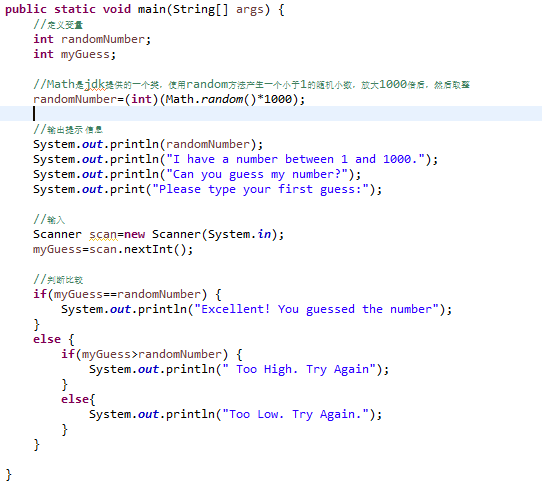 public static void main(String[] args) {
//定义变量
int randomNumber;
int myGuess;
//Math是jdk提供的一个类，使用random方法产生一个小于1的随机小数，放大1000倍后，然后取整
randomNumber=(int)(Math.random()*1000);
//输出提示信息
System.out.println(randomNumber);
System.out.println("I have a number between 1 and 1000.");
System.out.println("Can you guess my number?");
System.out.print("Please type your first guess:");
//输入
Scanner scan=new Scanner(System.in);
myGuess=scan.nextInt();
//判断比较
if(myGuess==randomNumber) {
System.out.println("Excellent! You guessed the number");
}
else {
if(myGuess>randomNumber) {
System.out.println(" Too High. Try Again");
}
else{
System.out.println("Too Low. Try Again.");
}
}
}